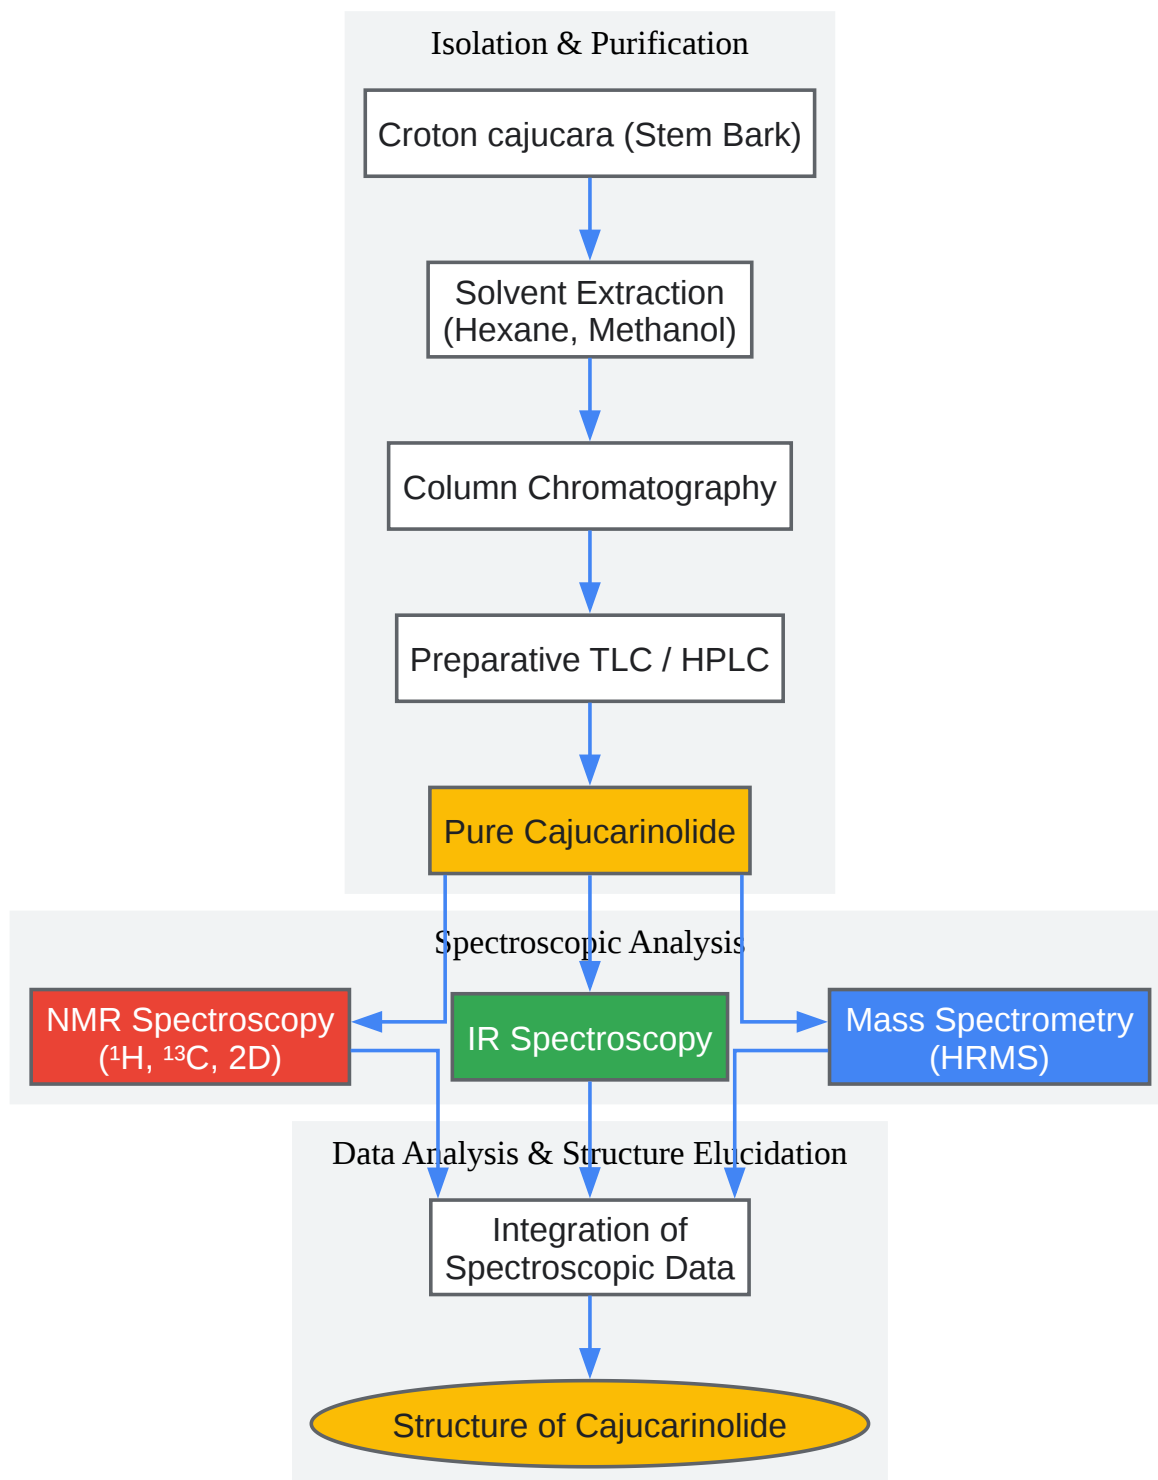 Isolation & Purification
Croton cajucara (Stem Bark)
Solvent Extraction
(Hexane, Methanol)
Column Chromatography
Preparative TLC / HPLC
Pure Cajucarinolide
Spectroscopic Analysis
NMR Spectroscopy
(¹H, ¹³C, 2D)
IR Spectroscopy
Mass Spectrometry
(HRMS)
Data Analysis & Structure Elucidation
Integration of
Spectroscopic Data
Structure of Cajucarinolide